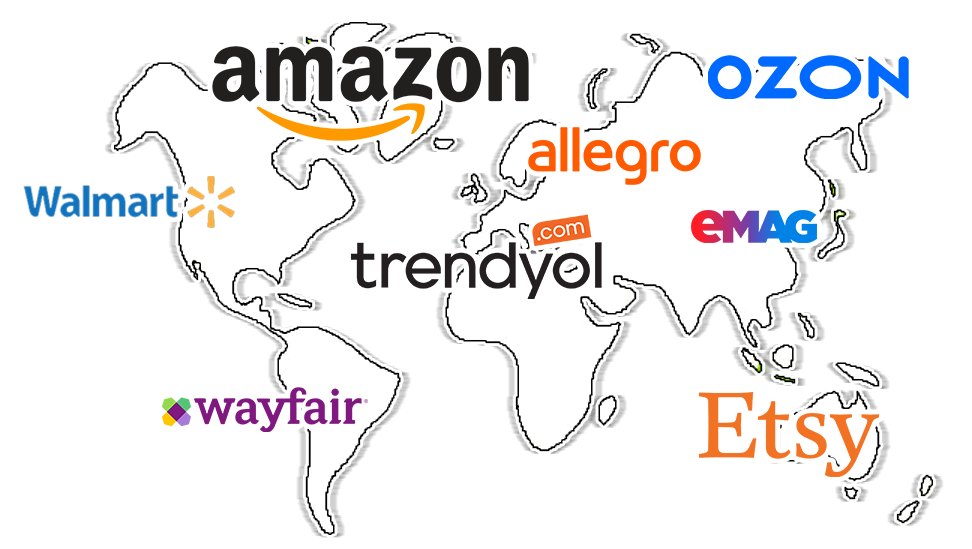 amazon
OZON
allegro
Walmart
eMAG
.com
trendyol
wayfair
Etsy